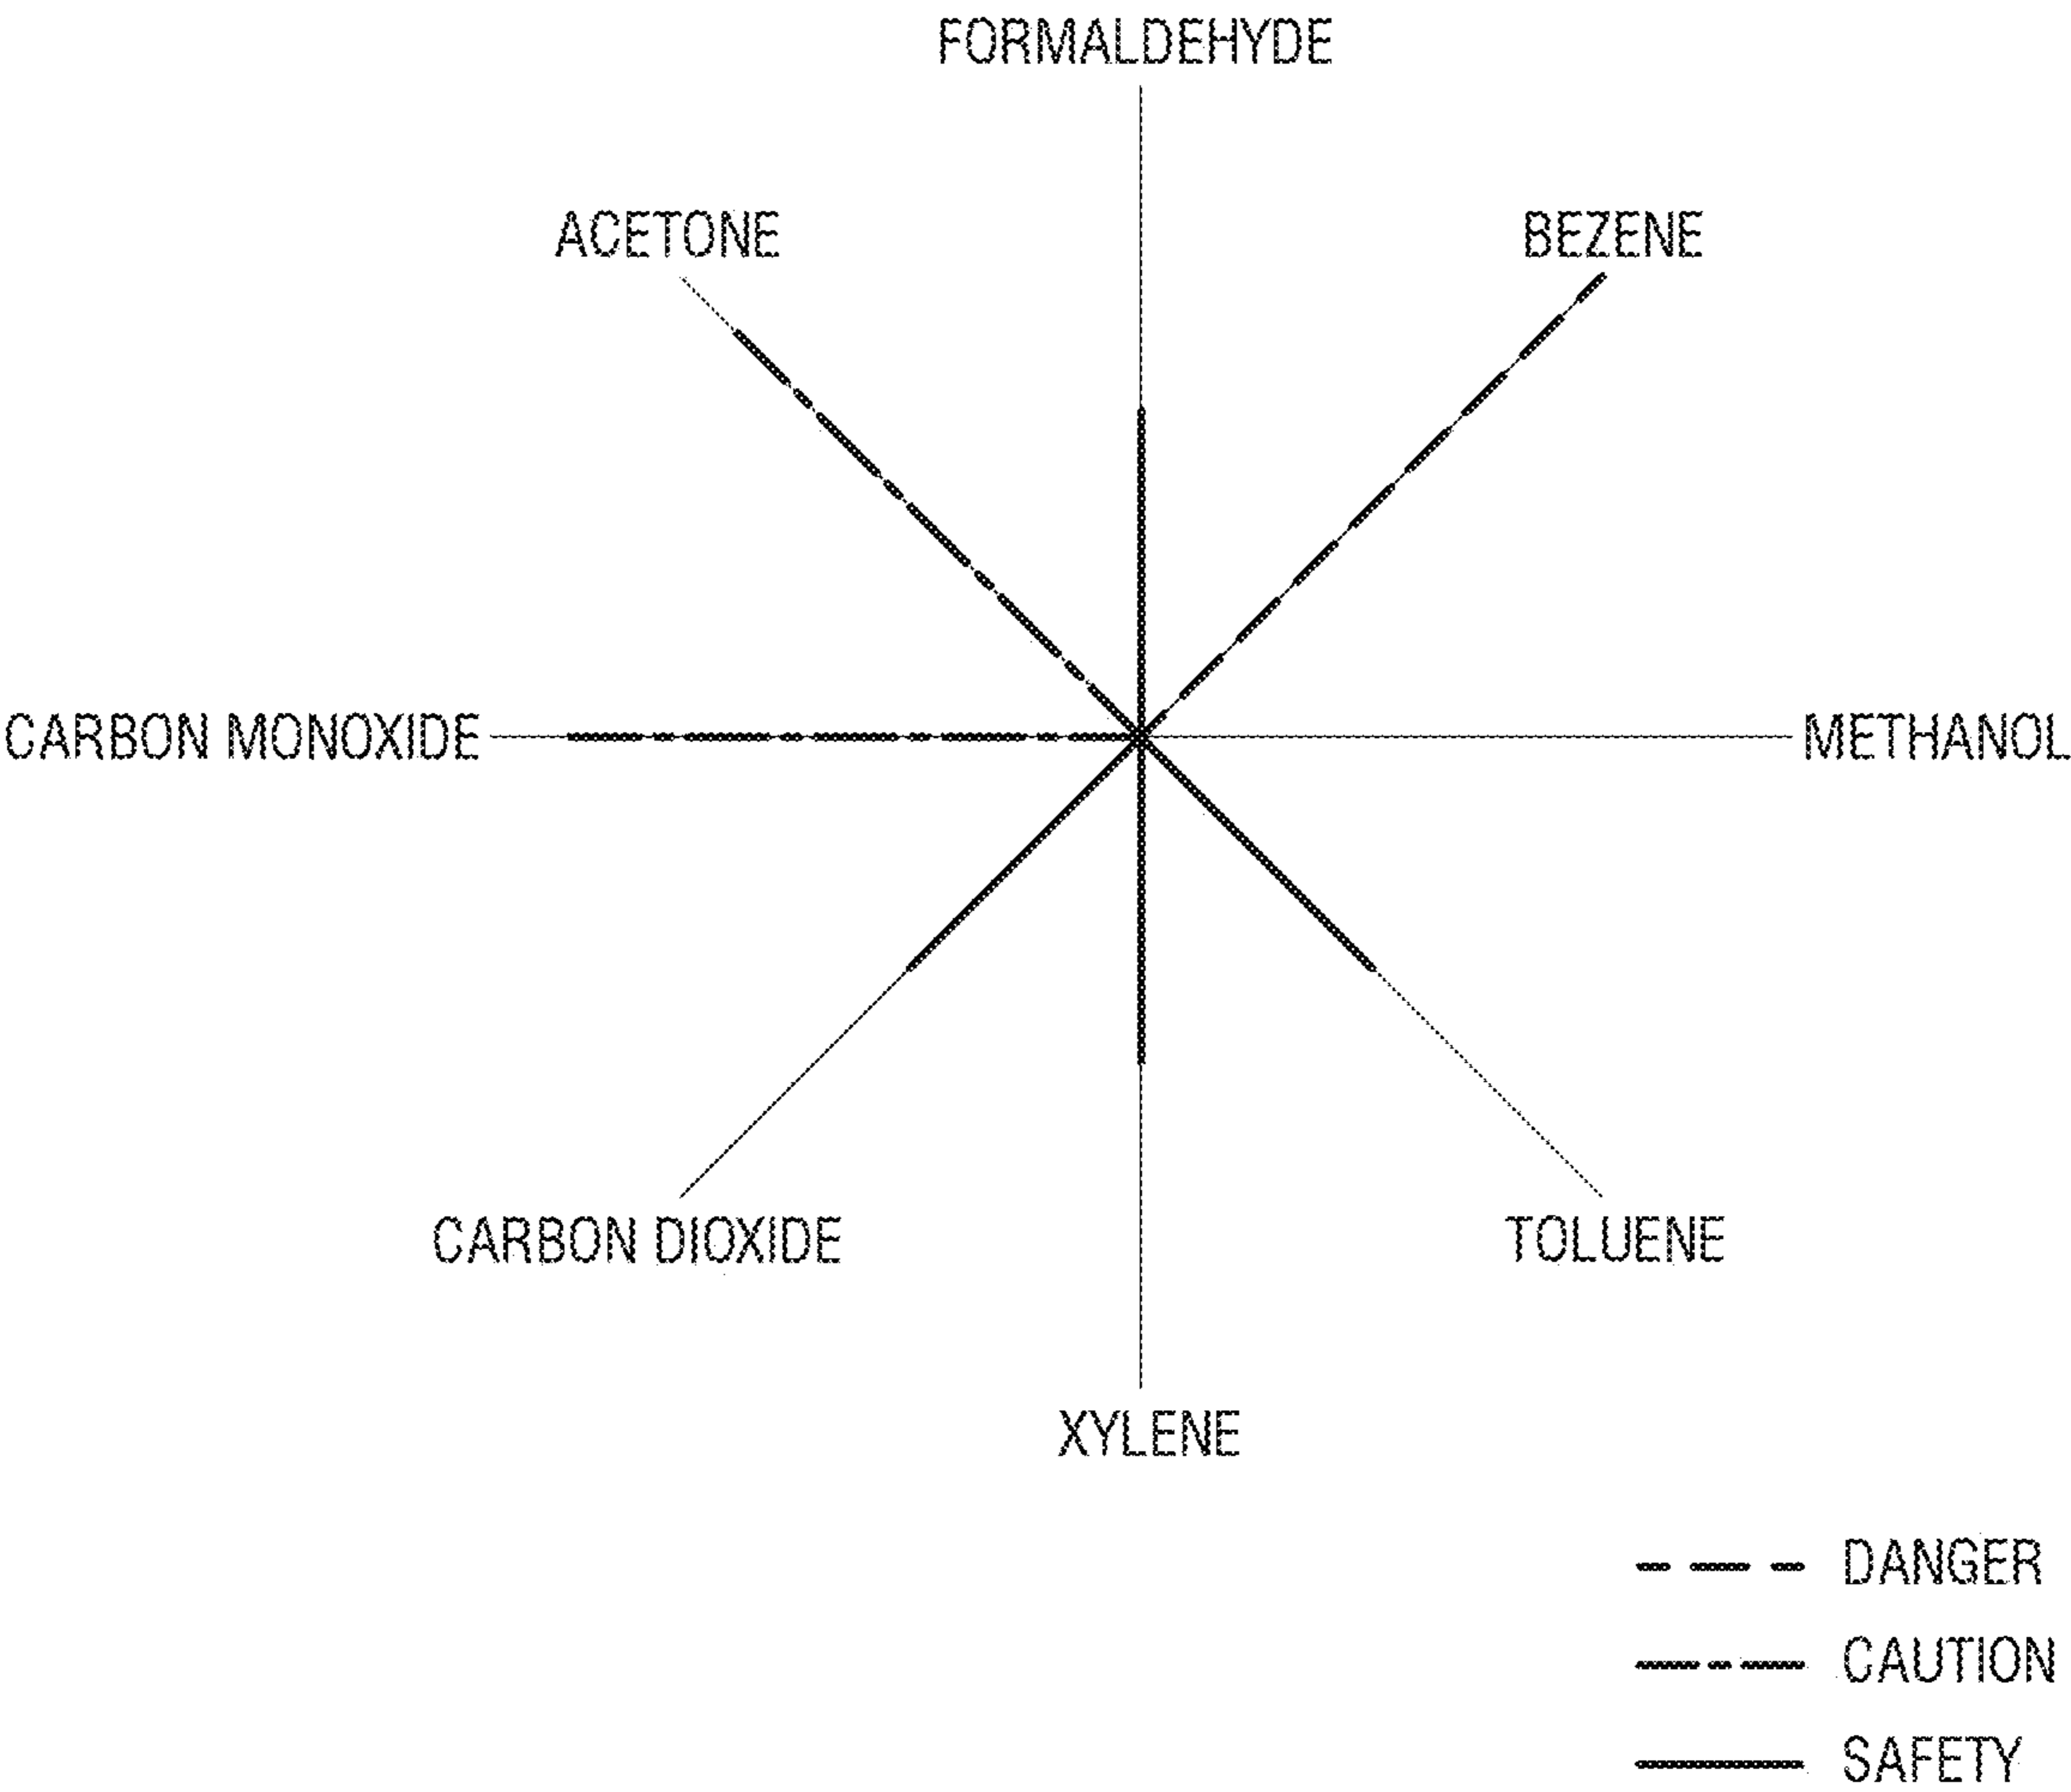 FORMALDEHYDE
ACETONE
BEZENE
CARBON MONOXIDE
METHANOL
CARBON DIOXIDE
TOLUENE
XYLENE
DANGER
CAUTION
SAFETY